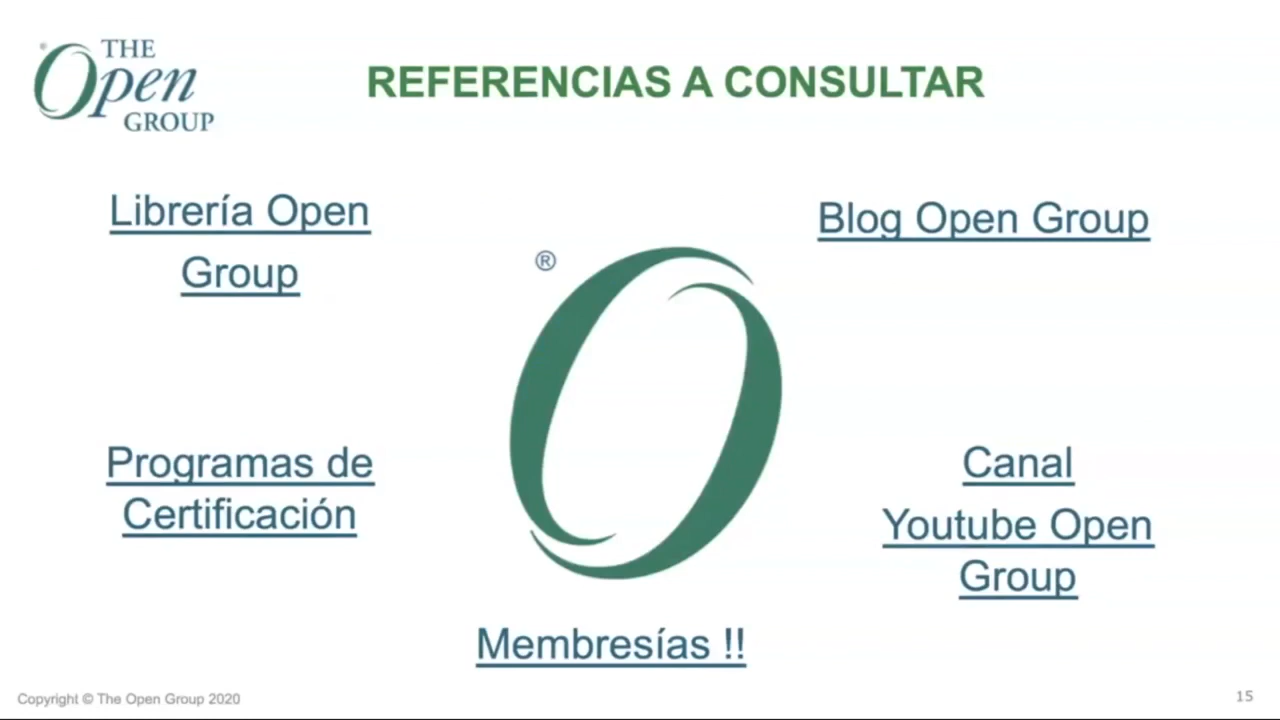 THE
Open
GROUP
REFERENCIAS A CONSULTAR
Librería Open
Group
Blog Open Group
®
Programas de
Certificación
Canal
Youtube Open
Group
Membresías !!
Copyright © The Open Group 2020
15